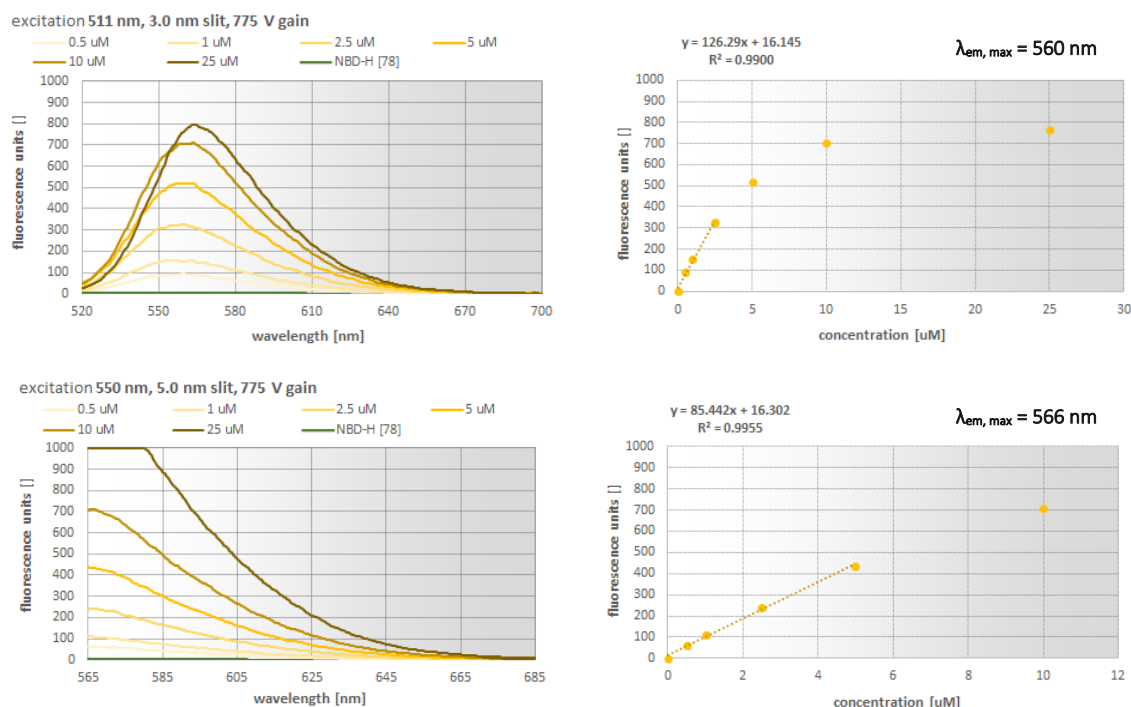 excitation 511 nm, 3.0 nm slit, 775 V gain
0.5 uM 1 uM 2.5 uM 5 uM
10 uM 25 uM NBD-H [78]
fluorescence units []
1000
900
800
700
600
500
400
300
200
100
0
520 550 580 610 640 670 700
wavelength [nm]
y = 126.29x + 16.145
R² = 0.9900
λem, max = 560 nm
fluorescence units []
1000
900
800
700
600
500
400
300
200
100
0
0 5 10 15 20 25 30
concentration [uM]
excitation 550 nm, 5.0 nm slit, 775 V gain
0.5 uM 1 uM 2.5 uM 5 uM
10 uM 25 uM NBD-H [78]
fluorescence units []
1000
900
800
700
600
500
400
300
200
100
0
565 585 605 625 645 665 685
wavelength [nm]
y = 85.442x + 16.302
R² = 0.9955
λem, max = 566 nm
fluorescence units []
1000
900
800
700
600
500
400
300
200
100
0
0 2 4 6 8 10 12
concentration [uM]